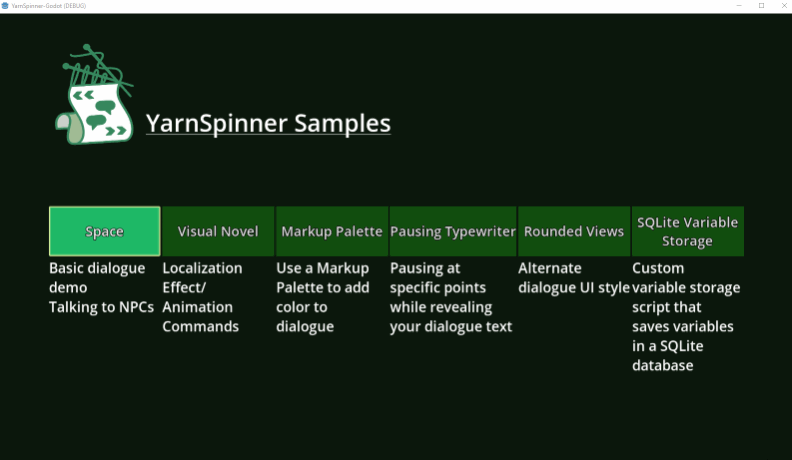 YarnSpinner-Godot (DEBUG)
YarnSpinner Samples
Space
Visual Novel
Markup Palette
Pausing Typewriter
Rounded Views
SQLite Variable
Storage
Basic dialogue
demo
Talking to NPCs
Localization
Effect/
Animation
Commands
Use a Markup
Palette to add
color to
dialogue
Pausing at
specific points
while revealing
your dialogue text
Alternate
dialogue UI style
Custom
variable storage
script that
saves variables
in a SQLite
database